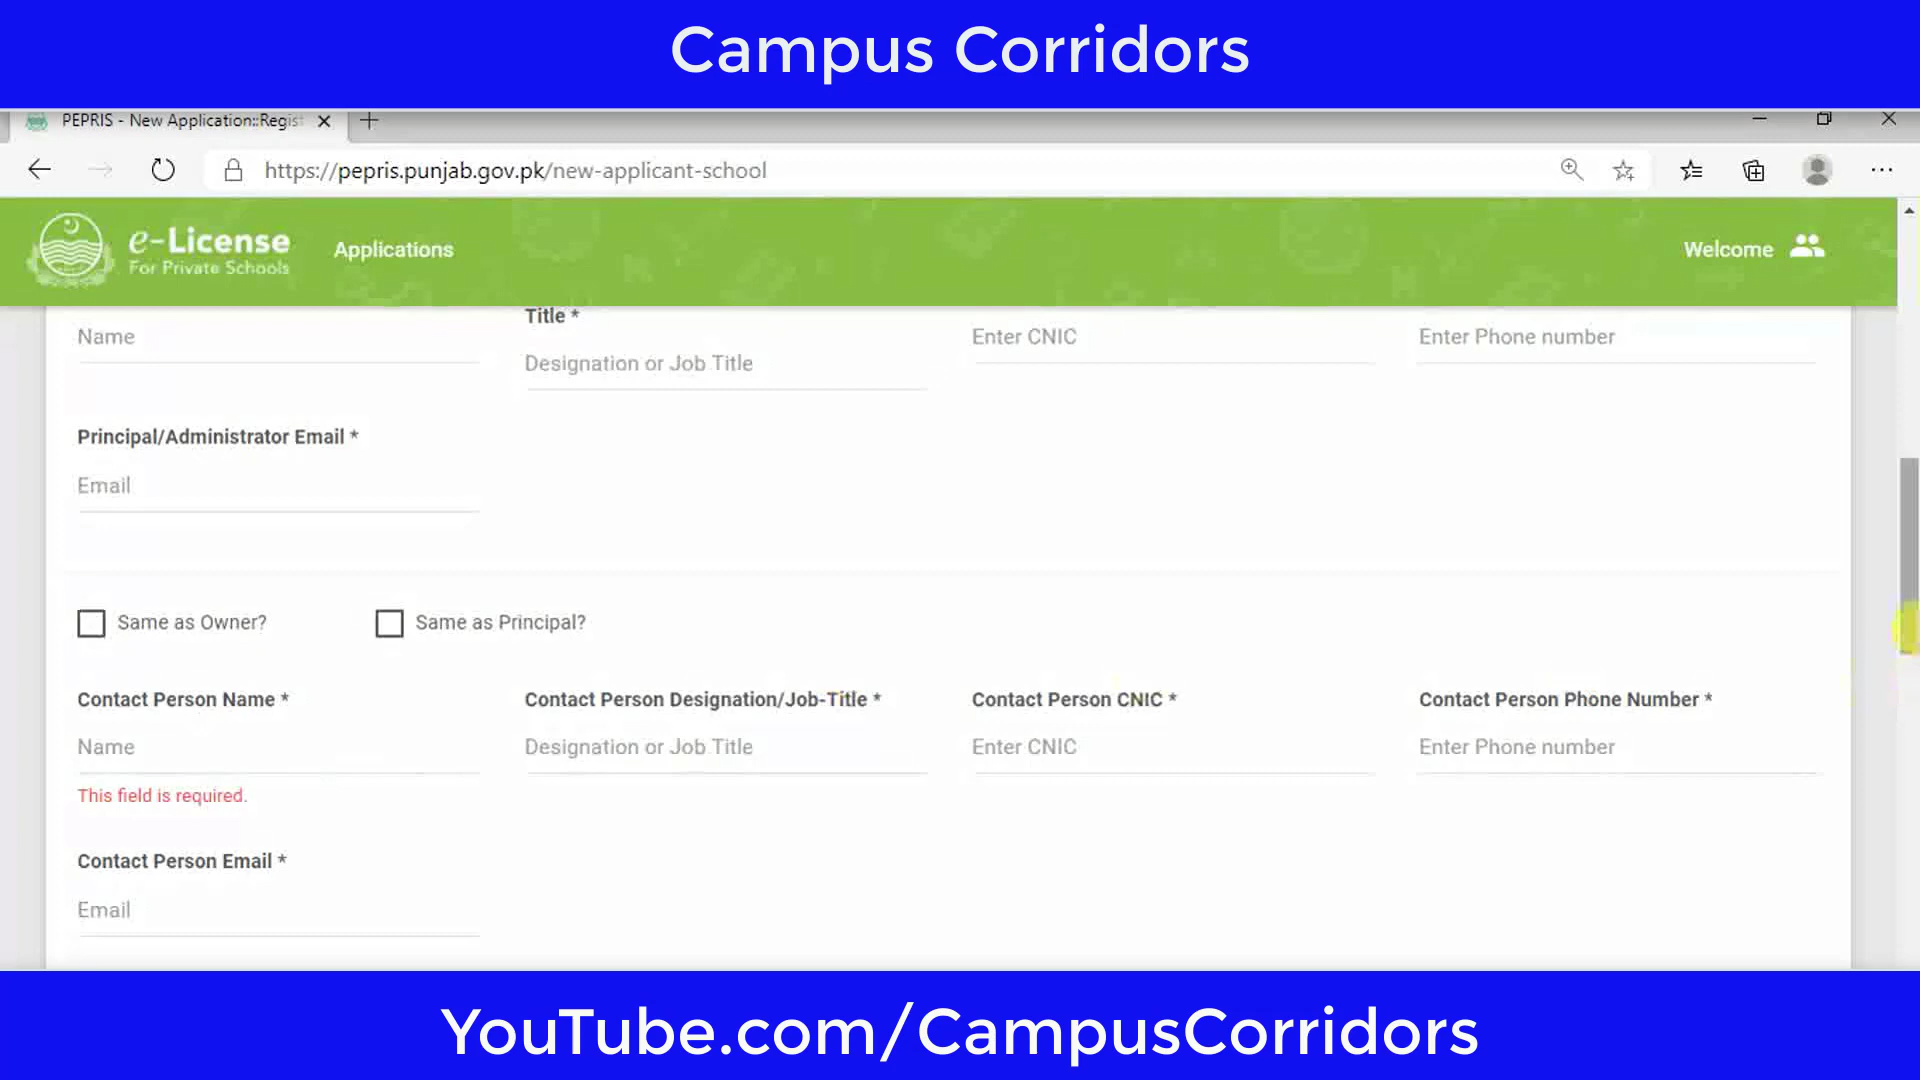 Campus Corridors
PEPRIS - New Application::Regist
https://pepris.punjab.gov.pk/new-applicant-school
e-License
For Private Schools
Applications
Welcome
Title *
Name
Designation or Job Title
Enter CNIC
Enter Phone number
Principal/Administrator Email *
Email
Same as Owner?
Same as Principal?
Contact Person Name *
Contact Person Designation/Job-Title *
Contact Person CNIC *
Contact Person Phone Number *
Name
Designation or Job Title
Enter CNIC
Enter Phone number
This field is required.
Contact Person Email *
Email
YouTube.com/CampusCorridors